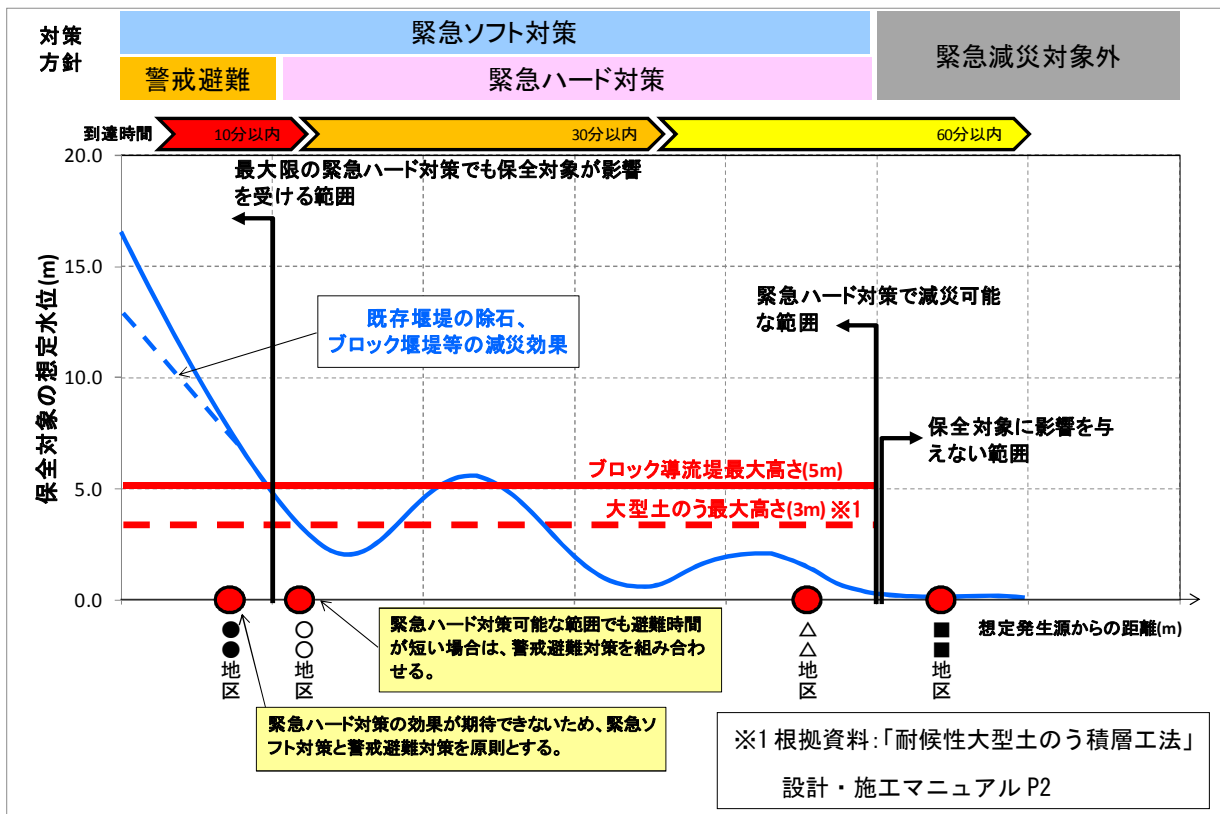 対策
方針
緊急ソフト対策
緊急減災対象外
警戒避難
緊急ハード対策
到達時間
10分以内
30分以内
60分以内
20.0
15.0
10.0
5.0
0.0
保全対象の想定水位(m)
最大限の緊急ハード対策でも保全対象が影響
を受ける範囲
既存堰堤の除石、
ブロック堰堤等の減災効果
緊急ハード対策で減災可能
な範囲
保全対象に影響を与
えない範囲
ブロック導流堤最大高さ(5m)
大型土のう最大高さ(3m) ※1
想定発生源からの距離(m)
●●地区
○○地区
△△地区
■■地区
緊急ハード対策可能な範囲でも避難時間
が短い場合は、警戒避難対策を組み合わ
せる。
緊急ハード対策の効果が期待できないため、緊急ソ
フト対策と警戒避難対策を原則とする。
※1 根拠資料:「耐候性大型土のう積層工法」
設計・施工マニュアル P2